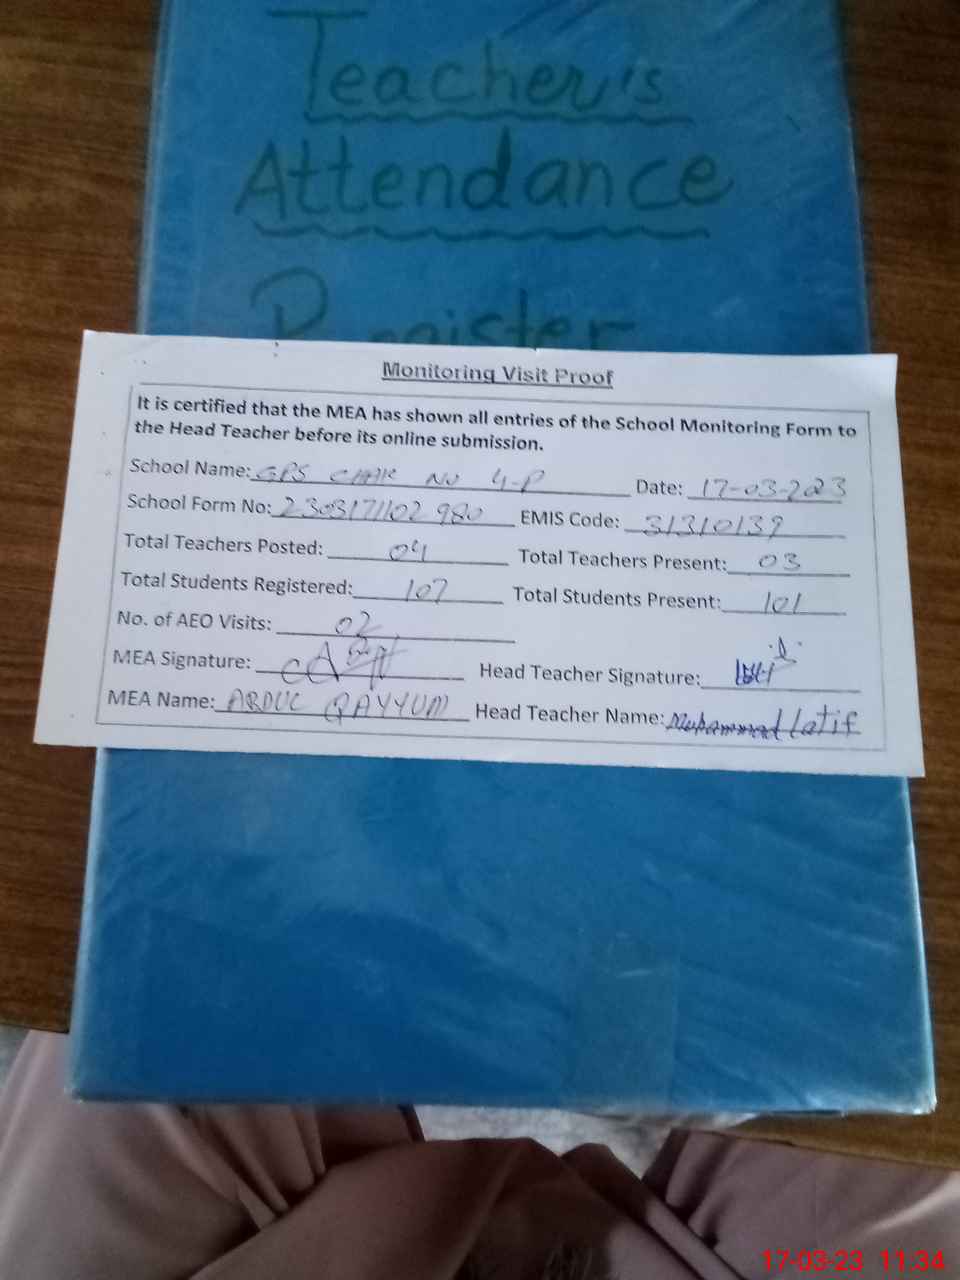 Teacher's
Attendance
Register
Monitoring Visit Proof
It is certified that the MEA has shown all entries of the School Monitoring Form to
the Head Teacher before its online submission.
School Name: GPS CHAK NO 4-P Date: 17-03-2023
School Form No: 2303171102980 EMIS Code: 31310139
Total Teachers Posted: 04 Total Teachers Present: 03
Total Students Registered: 107 Total Students Present: 101
No. of AEO Visits: 02
MEA Signature: Head Teacher Signature:
MEA Name: ABDUL QAYYUM Head Teacher Name: Muhammad Latif
17-03-23 11:34